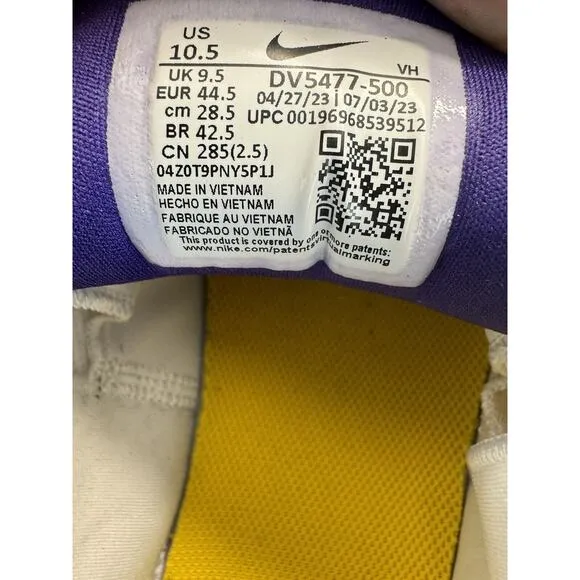 US
10.5
UK 9.5
EUR 44.5
cm 28.5
BR 42.5
CN 285(2.5)
VH
DV5477-500
04/27/23 | 07/03/23
UPC 00196968539512
04Z0T9PNY5P1J
MADE IN VIETNAM
HECHO EN VIETNAM
FABRIQUE AU VIETNAM
FABRICADO NO VIETNÃ
This product is covered by one of more patents:
www.nike.com/patentsvirtualmarking